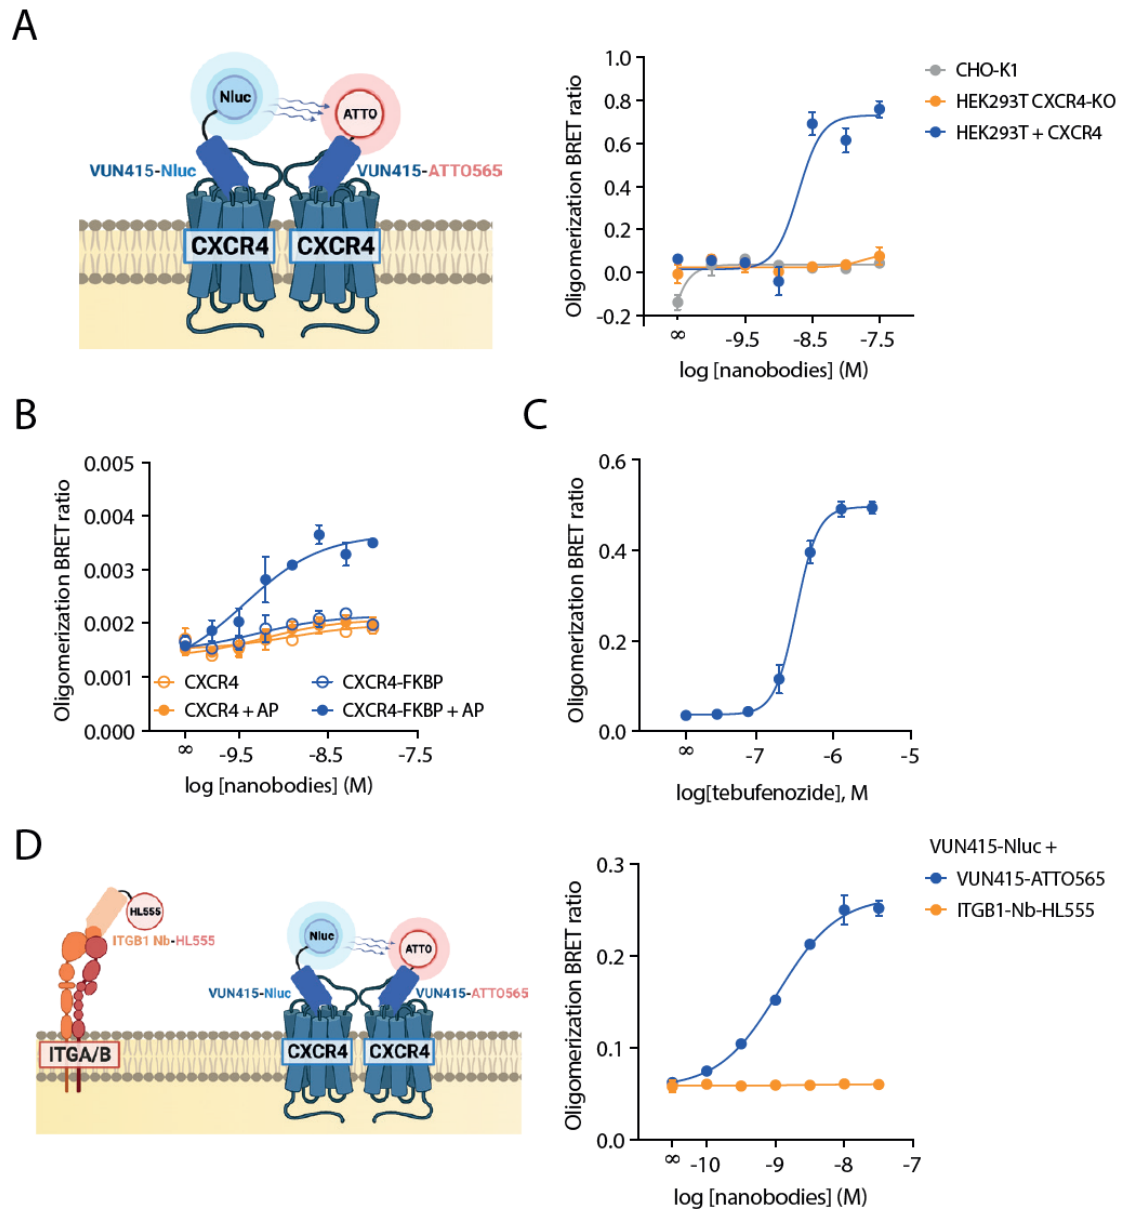 A
Nluc
ATTO
VUN415-Nluc
VUN415-ATTO565
CXCR4
CXCR4
Oligomerization BRET ratio
1.0
0.8
0.6
0.4
0.2
0.0
-0.2
∞
-9.5
-8.5
-7.5
log [nanobodies] (M)
CHO-K1
HEK293T CXCR4-KO
HEK293T + CXCR4
B
Oligomerization BRET ratio
0.005
0.004
0.003
0.002
0.001
0.000
CXCR4
CXCR4-FKBP
CXCR4 + AP
CXCR4-FKBP + AP
∞
-9.5
-8.5
-7.5
log [nanobodies] (M)
C
Oligomerization BRET ratio
0.6
0.4
0.2
0.0
∞
-7
-6
-5
log[tebufenozide], M
D
HL555
ITGB1 Nb-HL555
ITGA/B
Nluc
ATTO
VUN415-Nluc
VUN415-ATTO565
CXCR4
CXCR4
Oligomerization BRET ratio
0.3
0.2
0.1
0.0
∞
-10
-9
-8
-7
log [nanobodies] (M)
VUN415-Nluc +
VUN415-ATTO565
ITGB1-Nb-HL555